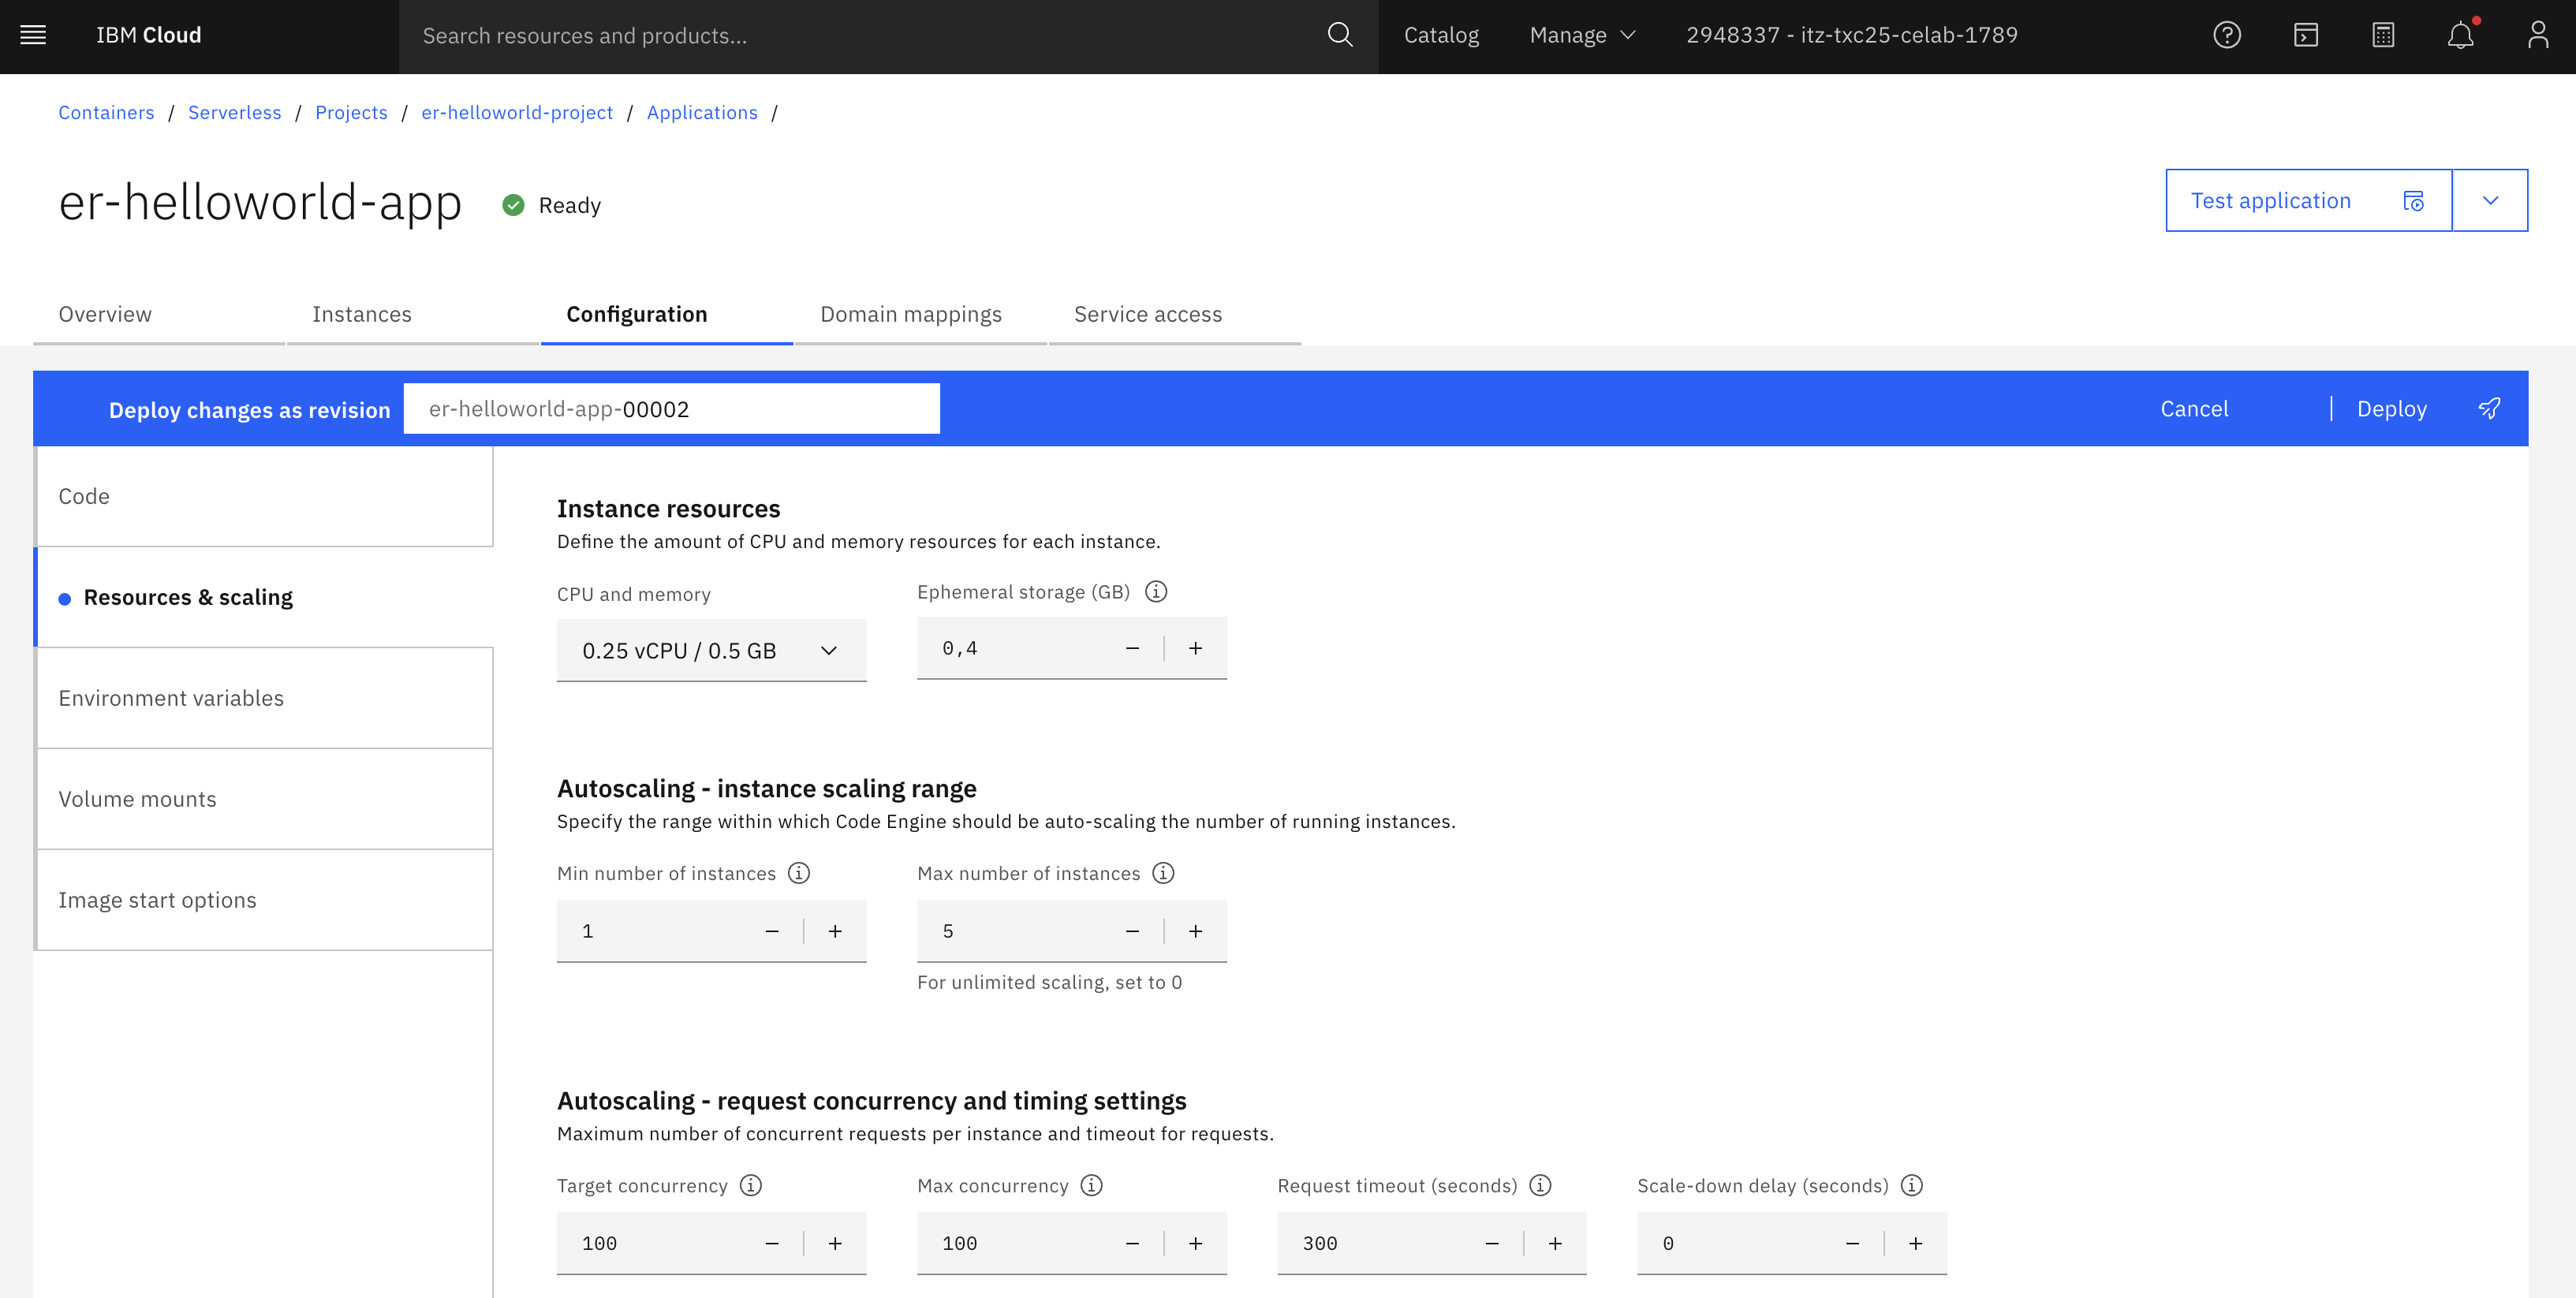 IBM Cloud
Search resources and products...
Catalog
Manage
2948337 - itz-txc25-celab-1789
Containers / Serverless / Projects / er-helloworld-project / Applications /
er-helloworld-app
Ready
Test application
Overview
Instances
Configuration
Domain mappings
Service access
Deploy changes as revision
er-helloworld-app-00002
Cancel
Deploy
Code
Resources & scaling
Environment variables
Volume mounts
Image start options
Instance resources
Define the amount of CPU and memory resources for each instance.
CPU and memory
Ephemeral storage (GB)
0.25 vCPU / 0.5 GB
0,4
Autoscaling - instance scaling range
Specify the range within which Code Engine should be auto-scaling the number of running instances.
Min number of instances
Max number of instances
1
5
For unlimited scaling, set to 0
Autoscaling - request concurrency and timing settings
Maximum number of concurrent requests per instance and timeout for requests.
Target concurrency
Max concurrency
Request timeout (seconds)
Scale-down delay (seconds)
100
100
300
0